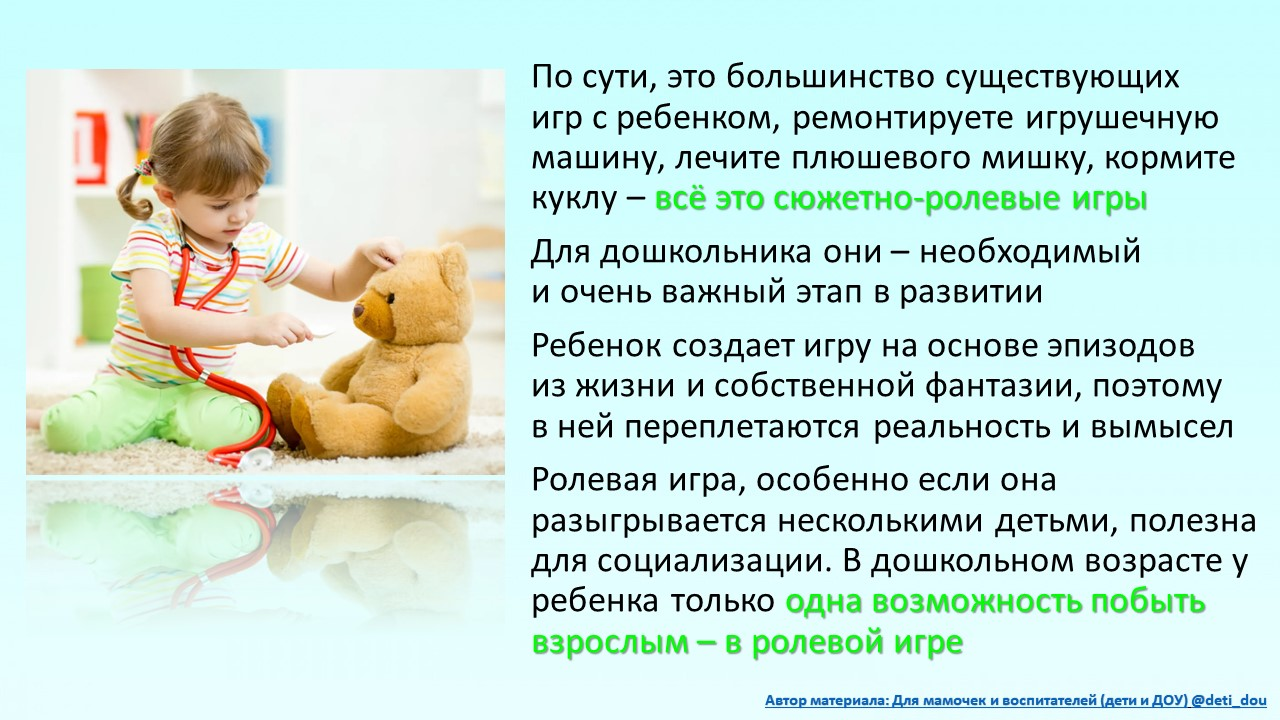 По сути, это большинство существующих
игр с ребенком, ремонтируете игрушечную
машину, лечите плюшевого мишку, кормите
куклу – всё это сюжетно-ролевые игры
Для дошкольника они – необходимый
и очень важный этап в развитии
Ребенок создает игру на основе эпизодов
из жизни и собственной фантазии, поэтому
в ней переплетаются реальность и вымысел
Ролевая игра, особенно если она
разыгрывается несколькими детьми, полезна
для социализации. В дошкольном возрасте у
ребенка только одна возможность побыть
взрослым – в ролевой игре
Автор материала: Для мамочек и воспитателей (дети и ДОУ) @deti_dou